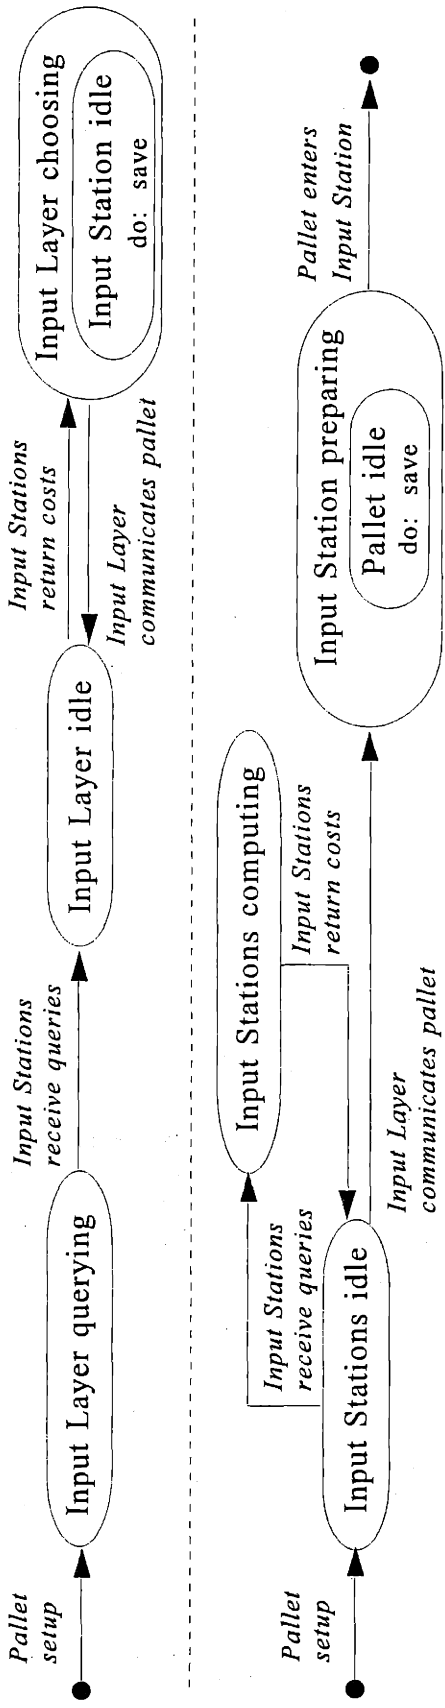 Pallet
setup
Input Layer querying
Input Stations
receive queries
Input Layer idle
Input Stations
return costs
Input Layer
communicates pallet
Input Layer choosing
Input Station idle
do: save
Pallet
setup
Input Stations idle
Input Stations
receive queries
Input Stations computing
Input Stations
return costs
Input Layer
communicates pallet
Input Station preparing
Pallet idle
do: save
Pallet enters
Input Station